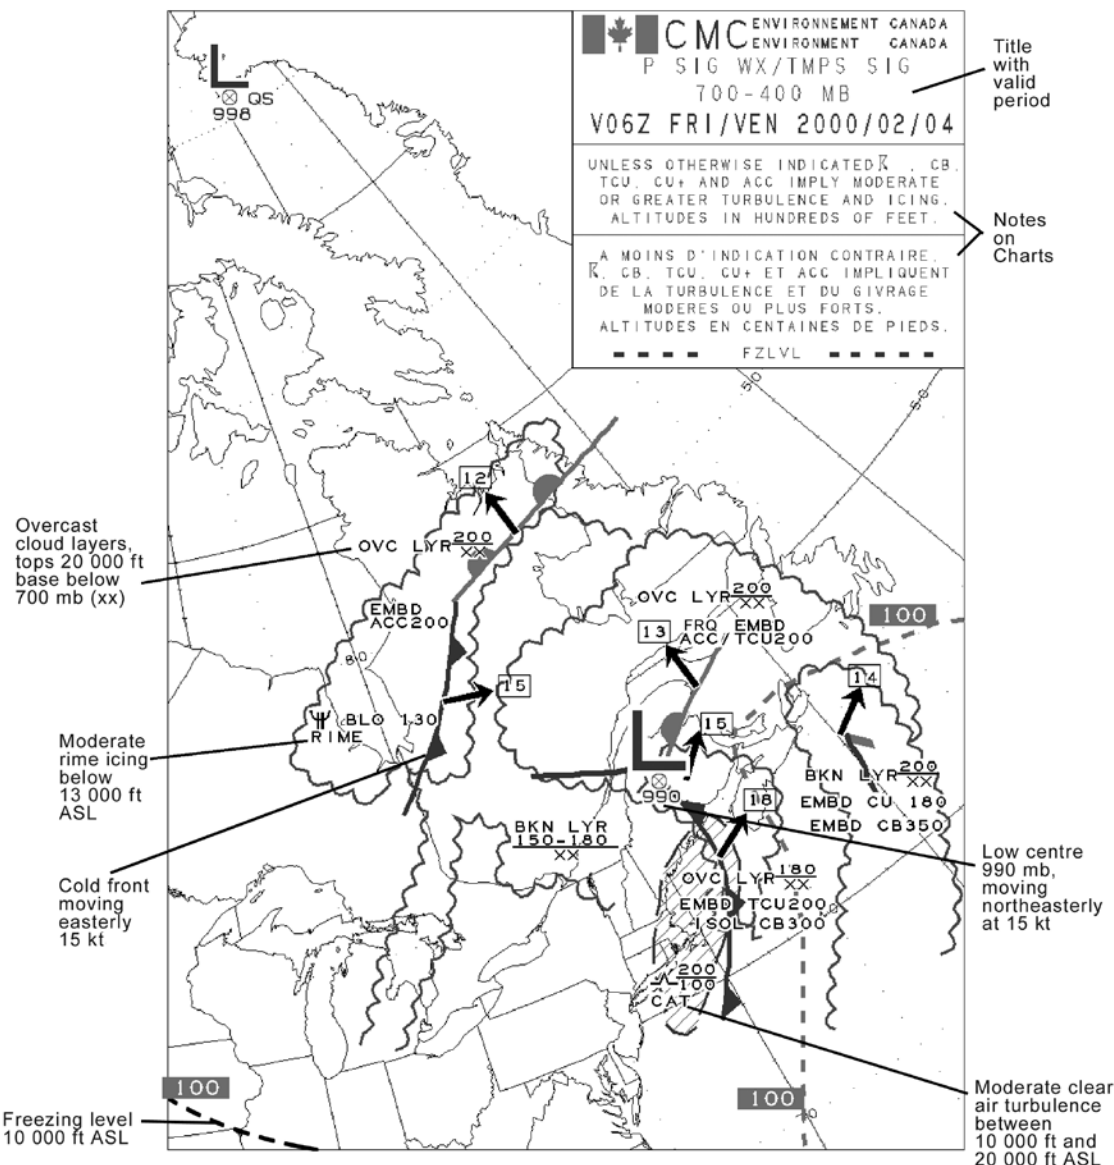 CMC ENVIRONNEMENT CANADA
ENVIRONMENT CANADA
P SIG WX/TMPS SIG
700-400 MB
V06Z FRI/VEN 2000/02/04
UNLESS OTHERWISE INDICATED , CB,
TCU, CU+ AND ACC IMPLY MODERATE
OR GREATER TURBULENCE AND ICING.
ALTITUDES IN HUNDREDS OF FEET.
A MOINS D'INDICATION CONTRAIRE,
, CB, TCU, CU+ ET ACC IMPLIQUENT
DE LA TURBULENCE ET DU GIVRAGE
MODERES OU PLUS FORTS.
ALTITUDES EN CENTAINES DE PIEDS.
FZLVL
Title
with
valid
period
Notes
on
Charts
L
QS
998
50
50
12
OVC LYR 200
XX
EMBD
ACC200
80
15
BLO 130
RIME
OVC LYR 200
XX
FRQ EMBD
ACC/TCU200
13
100
14
15
L
990
18
BKN LYR 200
XX
EMBD CU 180
EMBD CB350
BKN LYR
150-180
XX
OVC LYR 180
XX
EMBD TCU200
ISOL CB300
200
100
CAT
100
100
Overcast
cloud layers,
tops 20 000 ft
base below
700 mb (xx)
Moderate
rime icing
below
13 000 ft
ASL
Cold front
moving
easterly
15 kt
Freezing level
10 000 ft ASL
Low centre
990 mb,
moving
northeasterly
at 15 kt
Moderate clear
air turbulence
between
10 000 ft and
20 000 ft ASL